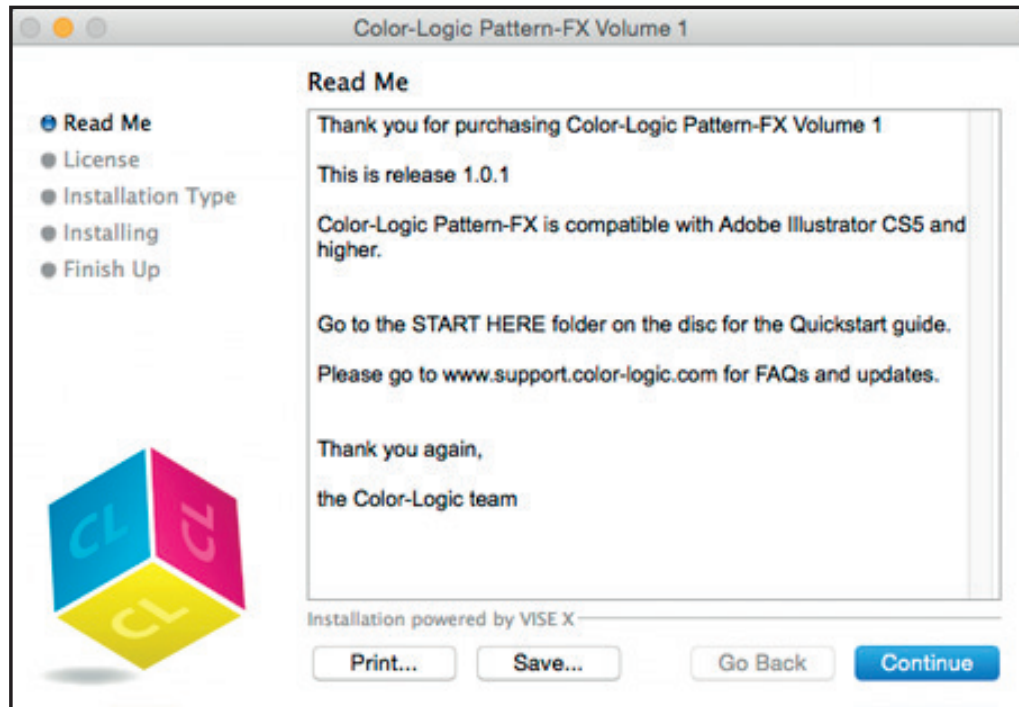 Color-Logic Pattern-FX Volume 1
Read Me
Read Me
License
Installation Type
Installing
Finish Up
Thank you for purchasing Color-Logic Pattern-FX Volume 1
This is release 1.0.1
Color-Logic Pattern-FX is compatible with Adobe Illustrator CS5 and
higher.
Go to the START HERE folder on the disc for the Quickstart guide.
Please go to www.support.color-logic.com for FAQs and updates.
Thank you again,
the Color-Logic team
CL
CL
CL
Installation powered by VISE X
Print...
Save...
Go Back
Continue